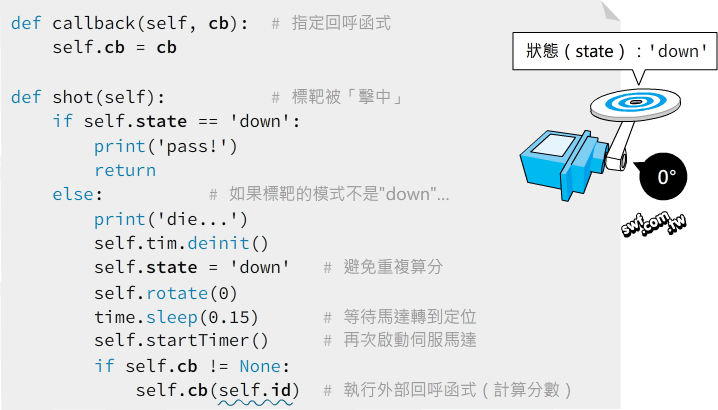 def callback(self, cb):  # 指定回呼函式
    self.cb = cb
def shot(self):          # 標靶被「擊中」
    if self.state == 'down':
        print('pass!')
        return
    else:          # 如果標靶的模式不是"down"...
        print('die...')
        self.tim.deinit()
        self.state = 'down'   # 避免重複算分
        self.rotate(0)
        time.sleep(0.15)      # 等待馬達轉到定位
        self.startTimer()     # 再次啟動伺服馬達
        if self.cb != None:
            self.cb(self.id)  # 執行外部回呼函式（計算分數）
狀態（state）：'down'
0°
swf.com.tw